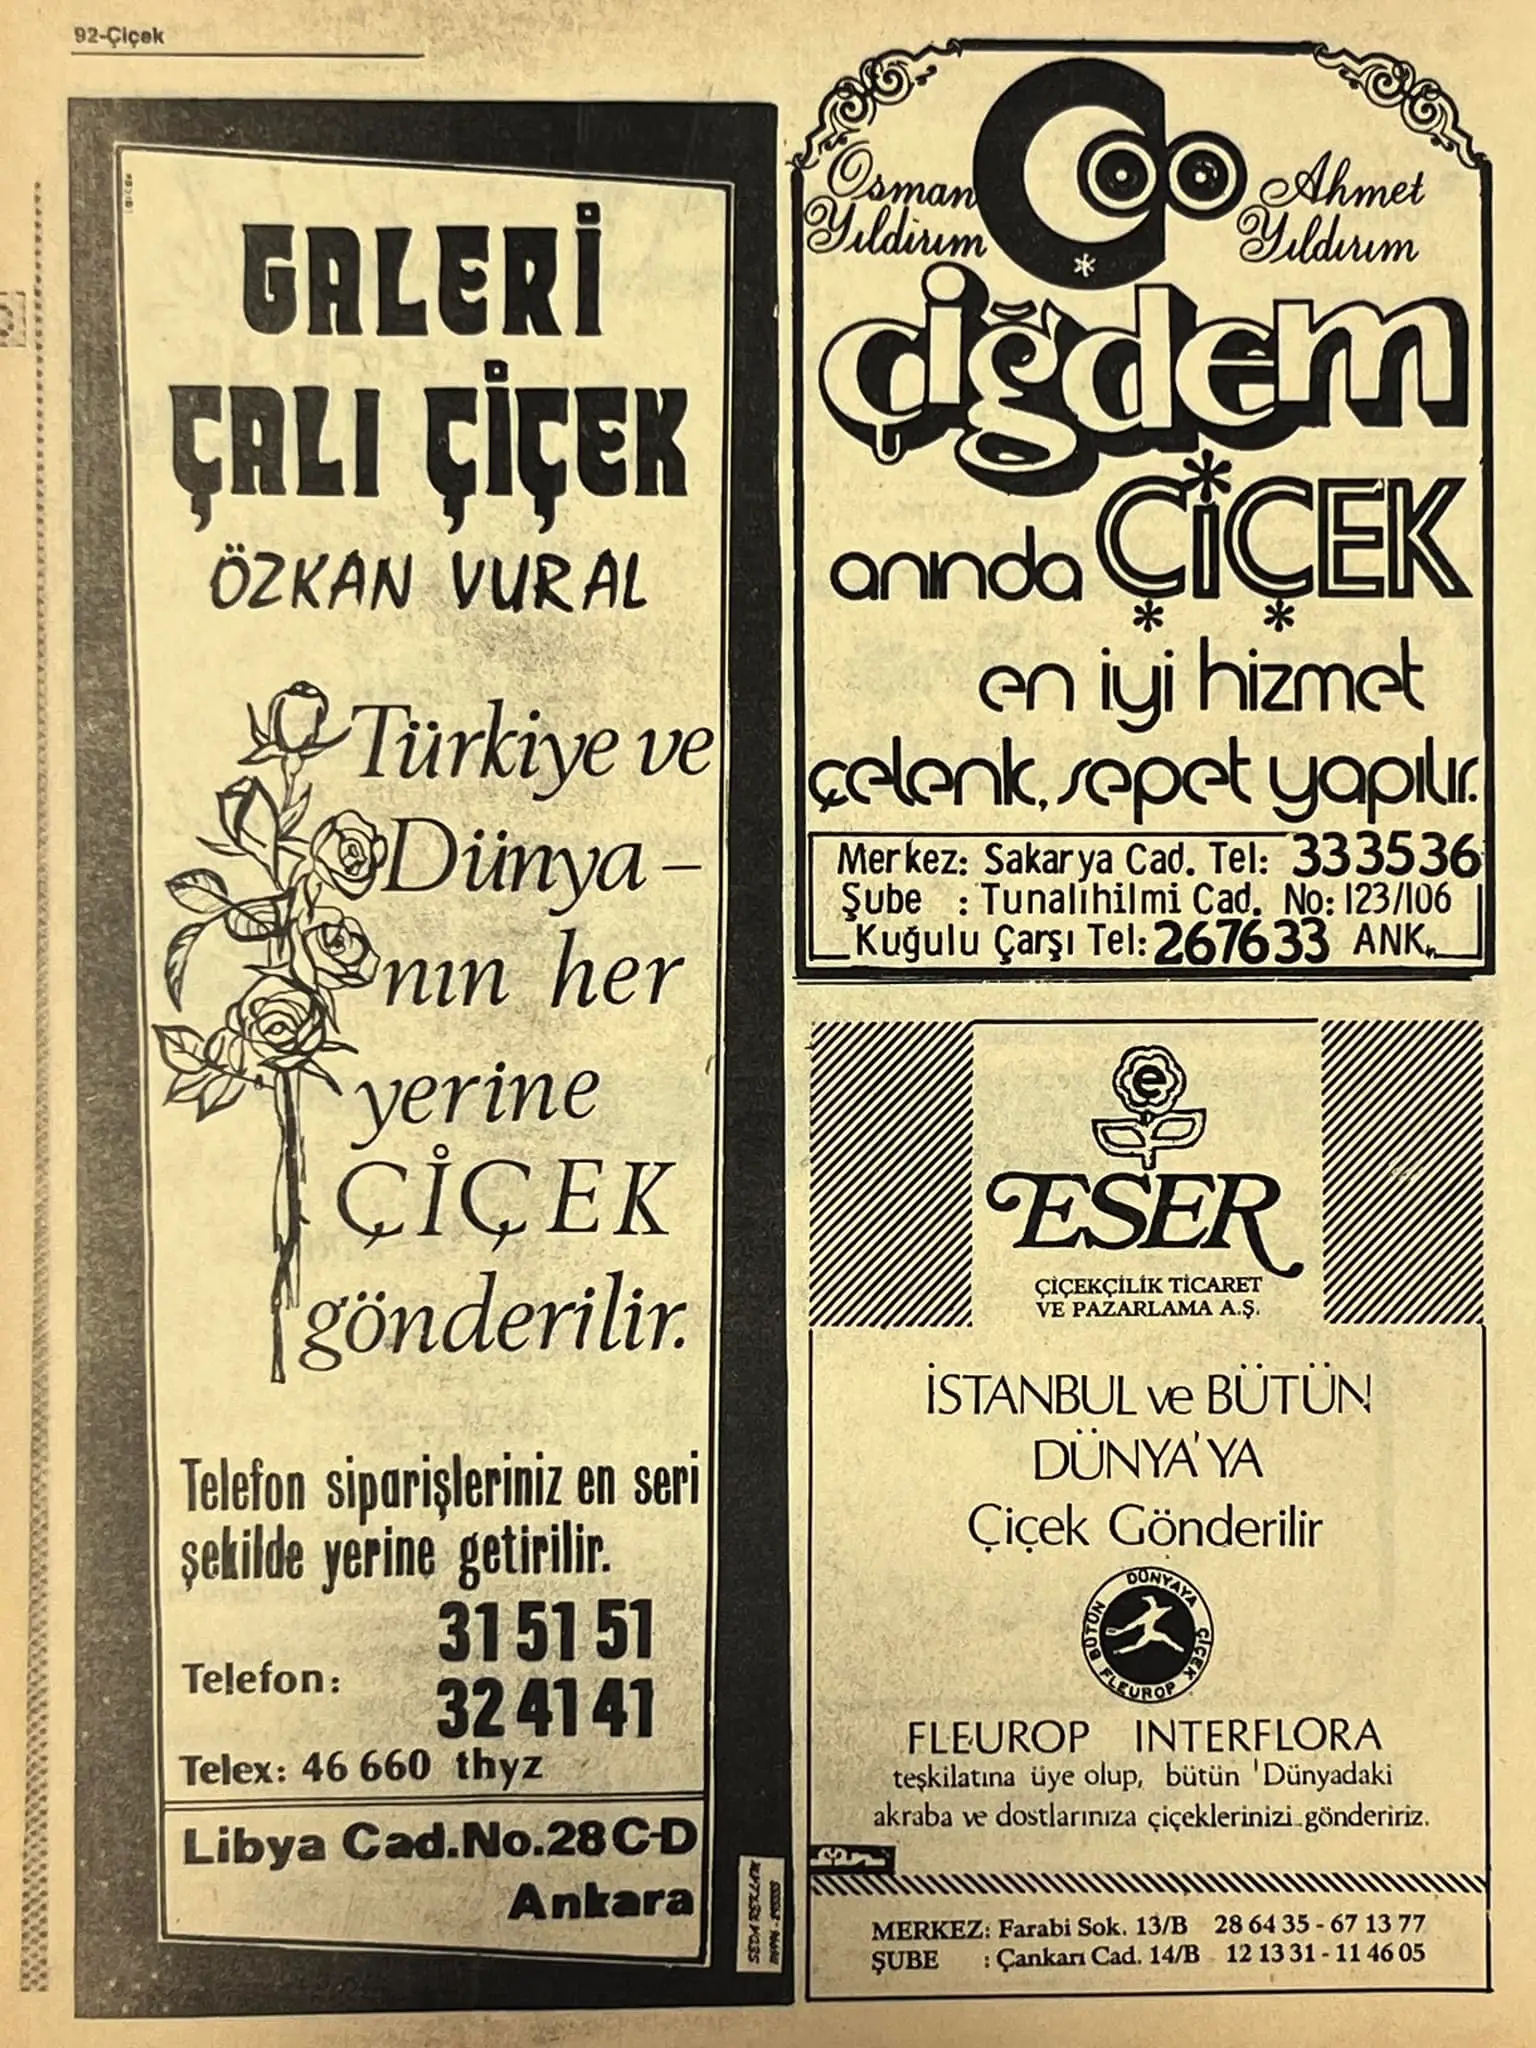 92-Çiçek
GALERİ
ÇALI ÇİÇEK
ÖZKAN VURAL
Türkiye ve
Dünya –
nın her
yerine
ÇİÇEK
gönderilir.
Telefon siparişleriniz en seri
şekilde yerine getirilir.
Telefon:
31 51 51
32 41 41
Telex: 46 660 thyz
Libya Cad.No.28 C-D
Ankara
SEDA REKLAM
Osman
Yıldırım
Ahmet
Yıldırım
çiğdem
anında ÇİÇEK
en iyi hizmet
çelenk, sepet yapılır.
Merkez: Sakarya Cad. Tel: 333536
Şube : Tunalıhilmi Cad. No: 123/106
Kuğulu Çarşı Tel: 267633 ANK.
e
ESER
ÇİÇEKÇİLİK TİCARET
VE PAZARLAMA A.Ş.
İSTANBUL ve BÜTÜN
DÜNYA'YA
Çiçek Gönderilir
BÜTÜN DÜNYAYA ÇİÇEK
FLEUROP
FLEUROP INTERFLORA
teşkilatına üye olup, bütün 'Dünyadaki
akraba ve dostlarınıza çiçeklerinizi göndeririz.
MERKEZ: Farabi Sok. 13/B 28 64 35 - 67 13 77
ŞUBE : Çankarı Cad. 14/B 12 13 31 - 11 46 05